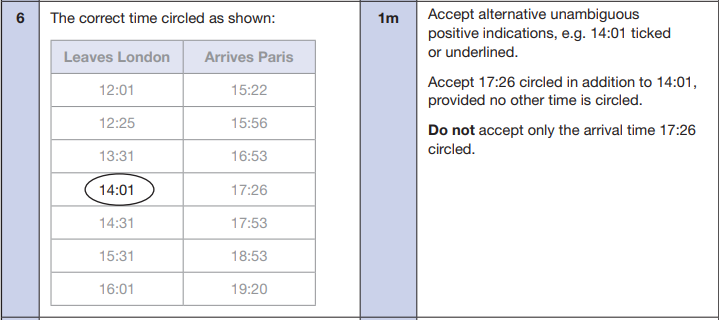 6 The correct time circled as shown: 1m
Leaves London Arrives Paris
12:01 15:22
12:25 15:56
13:31 16:53
14:01 17:26
14:31 17:53
15:31 18:53
16:01 19:20
Accept alternative unambiguous
positive indications, e.g. 14:01 ticked
or underlined.
Accept 17:26 circled in addition to 14:01,
provided no other time is circled.
Do not accept only the arrival time 17:26
circled.